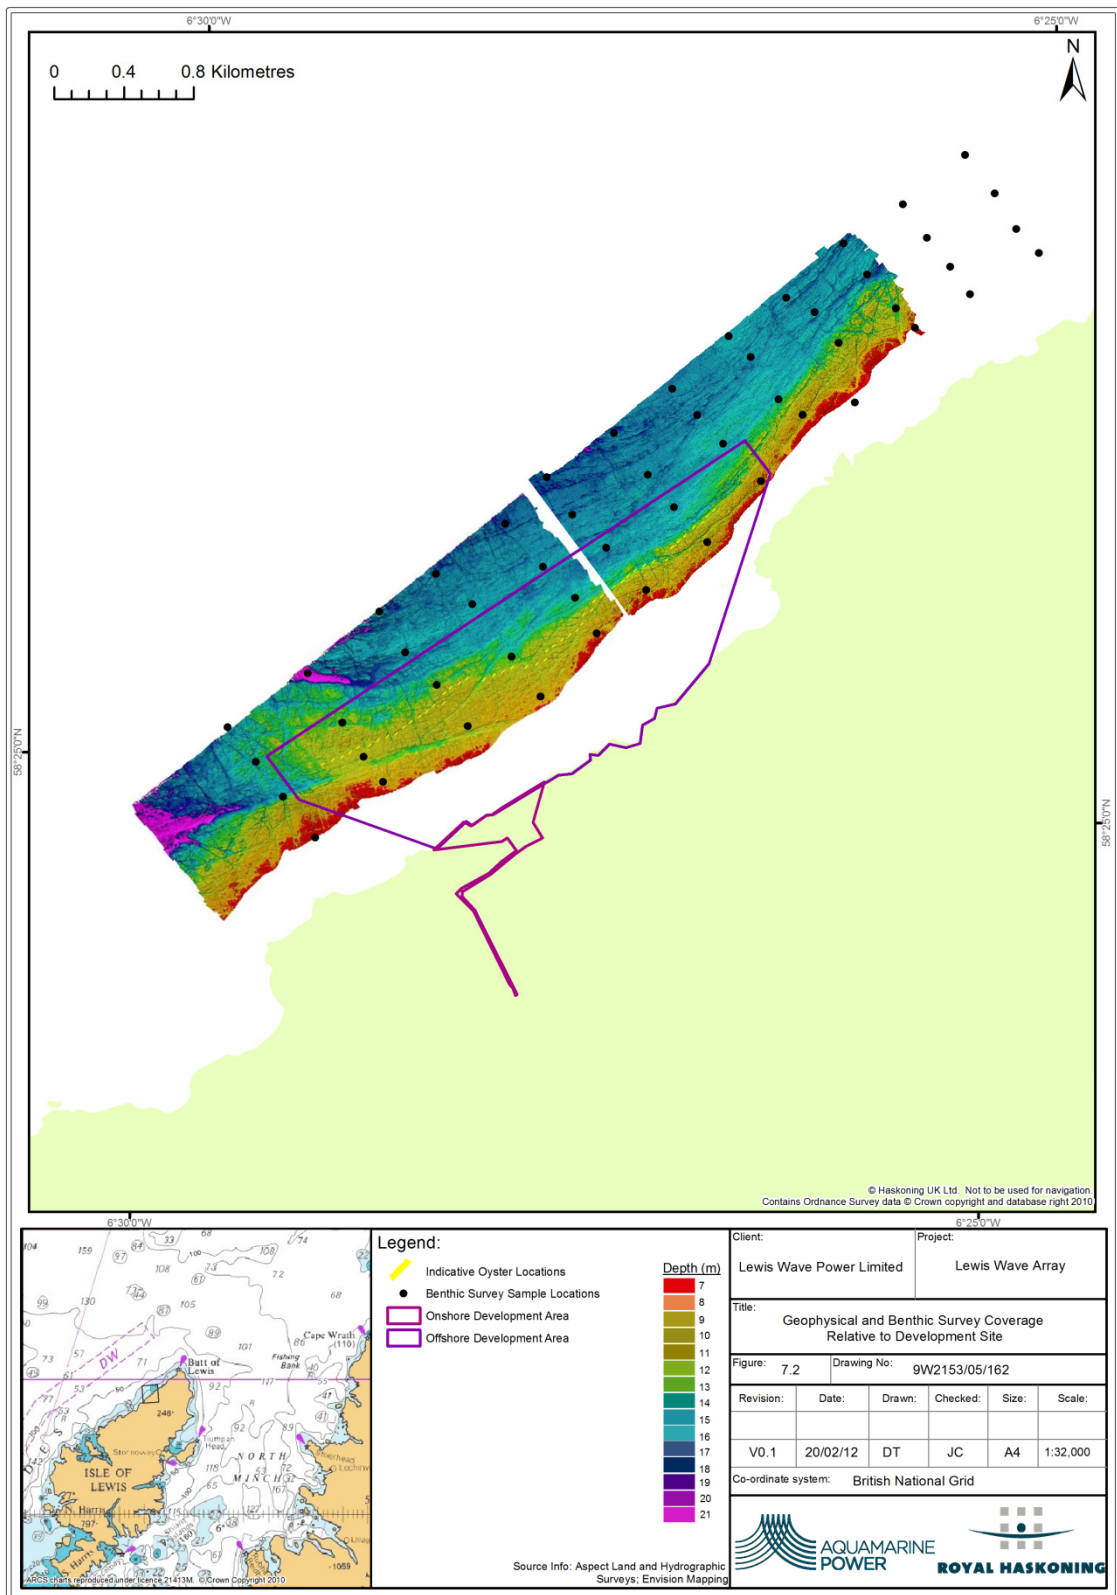 6°30'0"W
6°25'0"W
0 0.4 0.8 Kilometres
N
58°25'0"N
58°25'0"N
© Haskoning UK Ltd. Not to be used for navigation.
Contains Ordnance Survey data © Crown copyright and database right 2010
6°30'0"W
6°25'0"W
Legend:
Indicative Oyster Locations
Benthic Survey Sample Locations
Onshore Development Area
Offshore Development Area
Depth (m)
7
8
9
10
11
12
13
14
15
16
17
18
19
20
21
Source Info: Aspect Land and Hydrographic
Surveys; Envision Mapping
Client:
Lewis Wave Power Limited
Project:
Lewis Wave Array
Title:
Geophysical and Benthic Survey Coverage
Relative to Development Site
Figure: 7.2
Drawing No: 9W2153/05/162
Revision: Date: Drawn: Checked: Size: Scale:
V0.1 20/02/12 DT JC A4 1:32,000
Co-ordinate system: British National Grid
AQUAMARINE
POWER
ROYAL HASKONING
Cape Wrath
(110)
Fishing
Bank
Butt of
Lewis
DW
Tiumpan
Head
Stornoway
ISLE OF
LEWIS
NORTH
MINCH
N. Harris
Harris
ARCS charts reproduced under licence 21413M. © Crown Copyright 2010